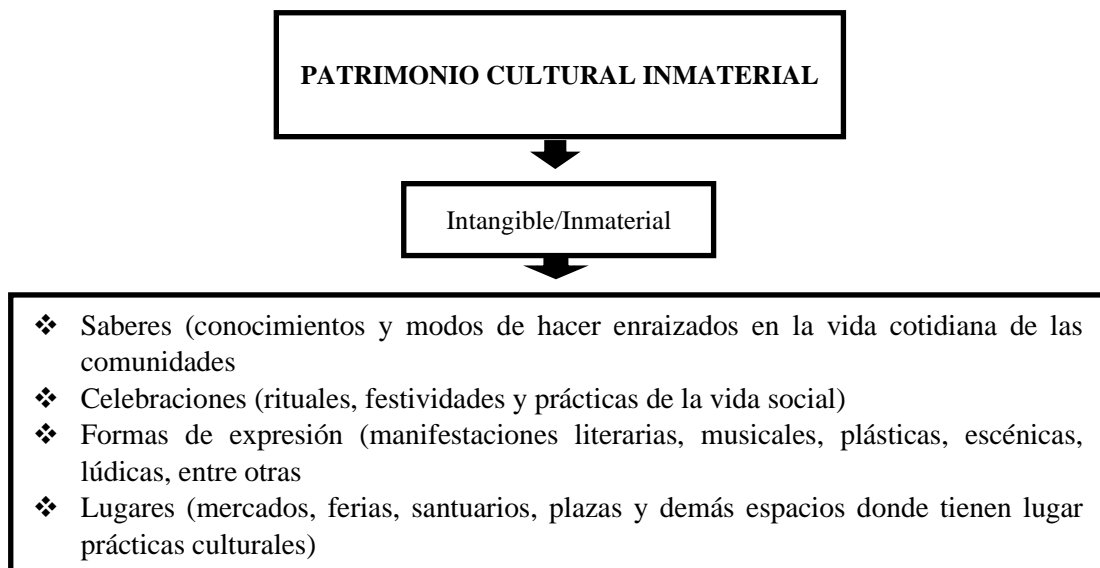 PATRIMONIO CULTURAL INMATERIAL
Intangible/Inmaterial
❖ Saberes (conocimientos y modos de hacer enraizados en la vida cotidiana de las
comunidades
❖ Celebraciones (rituales, festividades y prácticas de la vida social)
❖ Formas de expresión (manifestaciones literarias, musicales, plásticas, escénicas,
lúdicas, entre otras
❖ Lugares (mercados, ferias, santuarios, plazas y demás espacios donde tienen lugar
prácticas culturales)